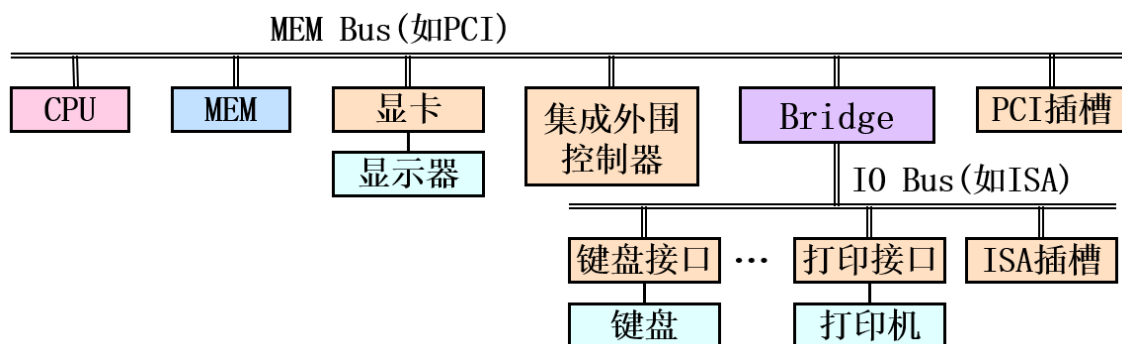 MEM Bus(如PCI)
CPU
MEM
显卡
集成外围
控制器
Bridge
PCI插槽
显示器
IO Bus(如ISA)
键盘接口
…
打印接口
ISA插槽
键盘
打印机